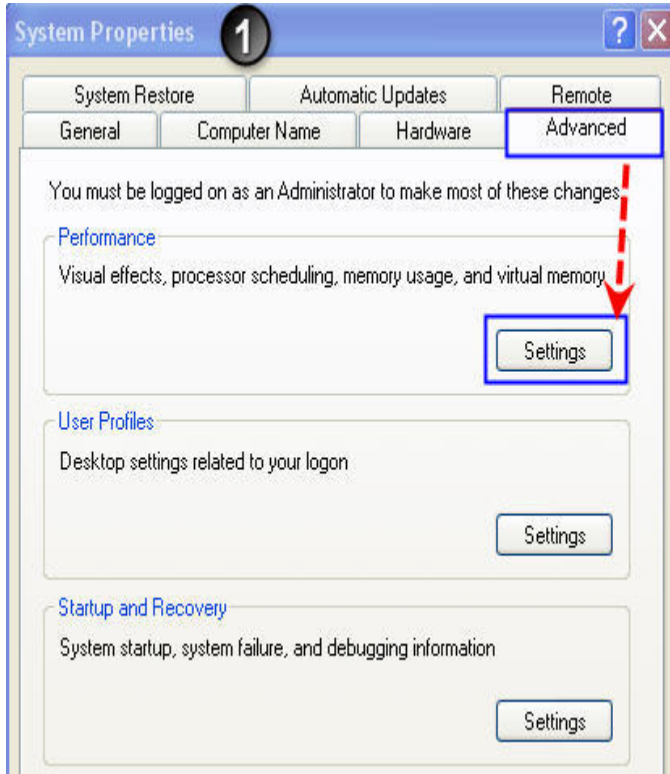 System Properties 1 ? X
System Restore Automatic Updates Remote
General Computer Name Hardware Advanced
You must be logged on as an Administrator to make most of these changes.
Performance
Visual effects, processor scheduling, memory usage, and virtual memory
Settings
User Profiles
Desktop settings related to your logon
Settings
Startup and Recovery
System startup, system failure, and debugging information
Settings